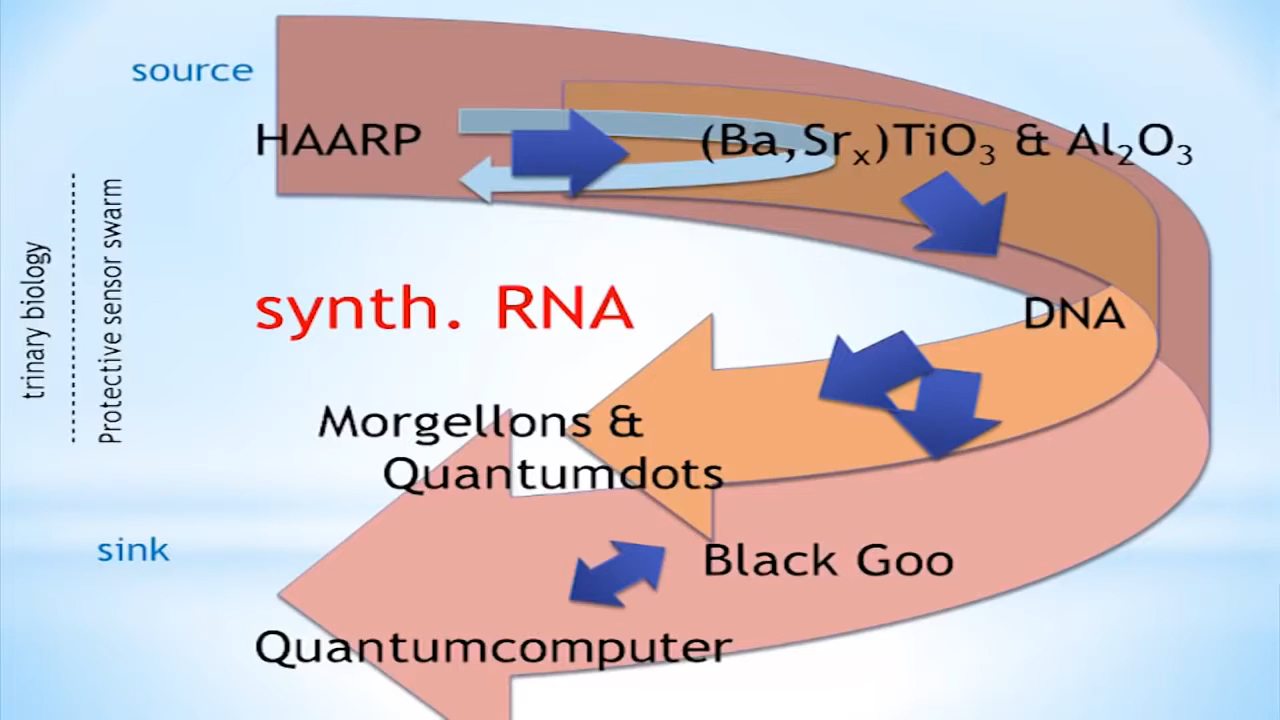 source
HAARP
(Ba,Srₓ)TiO₃ & Al₂O₃
trinary biology
Protective sensor swarm
synth. RNA
DNA
Morgellons &
Quantumdots
sink
Black Goo
Quantumcomputer